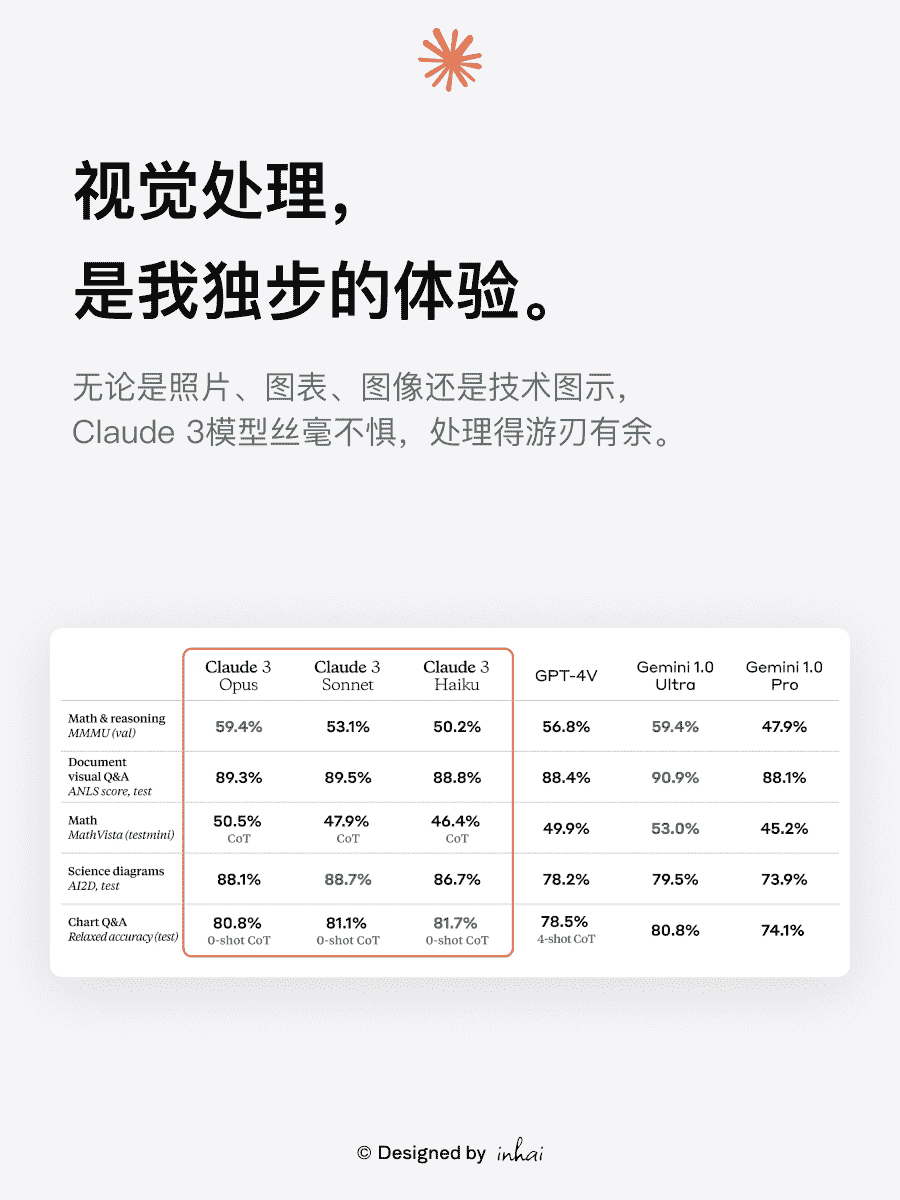 视觉处理，
是我独步的体验。
无论是照片、图表、图像还是技术图示，
Claude 3模型丝毫不惧，处理得游刃有余。
Claude 3 Claude 3 Claude 3 GPT-4V Gemini 1.0 Gemini 1.0
Opus Sonnet Haiku Ultra Pro
Math & reasoning
MMMU (val)
59.4% 53.1% 50.2% 56.8% 59.4% 47.9%
Document
visual Q&A
ANLS score, test
89.3% 89.5% 88.8% 88.4% 90.9% 88.1%
Math
MathVista (testmini)
50.5% 47.9% 46.4% 49.9% 53.0% 45.2%
CoT CoT CoT
Science diagrams
AI2D, test
88.1% 88.7% 86.7% 78.2% 79.5% 73.9%
Chart Q&A
Relaxed accuracy (test)
80.8% 81.1% 81.7% 78.5% 80.8% 74.1%
0-shot CoT 0-shot CoT 0-shot CoT 4-shot CoT
© Designed by inhai